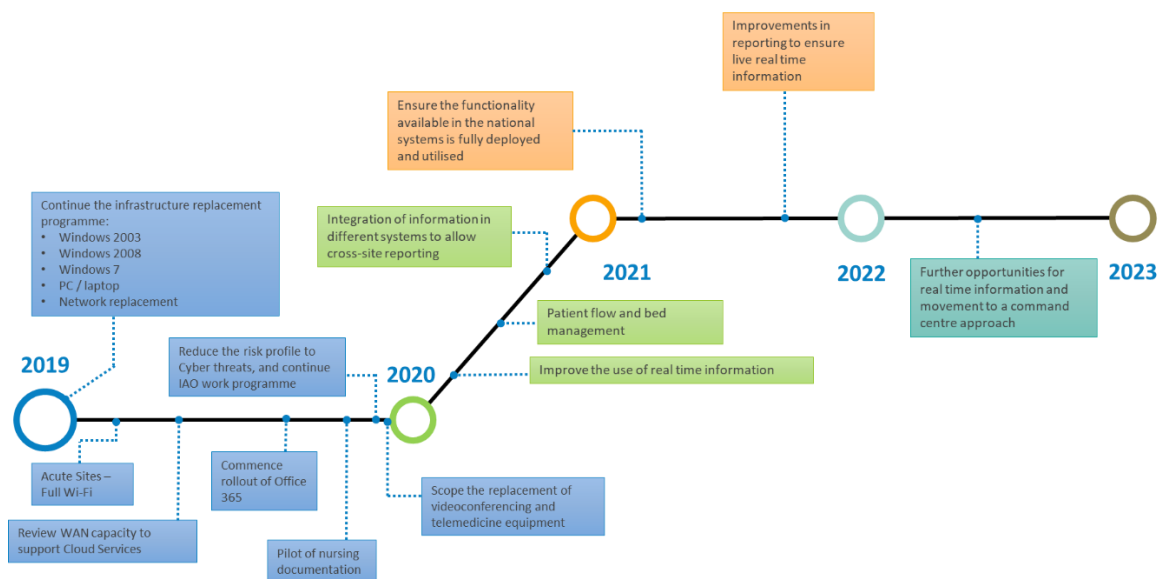 Improvements in
reporting to ensure
live real time
information
Ensure the functionality
available in the national
systems is fully deployed
and utilised
Continue the infrastructure replacement
programme:
• Windows 2003
• Windows 2008
• Windows 7
• PC / laptop
• Network replacement
Integration of information in
different systems to allow
cross-site reporting
2021
2022
2023
Further opportunities for
real time information and
movement to a command
centre approach
Patient flow and bed
management
Reduce the risk profile to
Cyber threats, and continue
IAO work programme
2019
2020
Improve the use of real time information
Acute Sites –
Full Wi-Fi
Commence
rollout of Office
365
Scope the replacement of
videoconferencing and
telemedicine equipment
Review WAN capacity to
support Cloud Services
Pilot of nursing
documentation